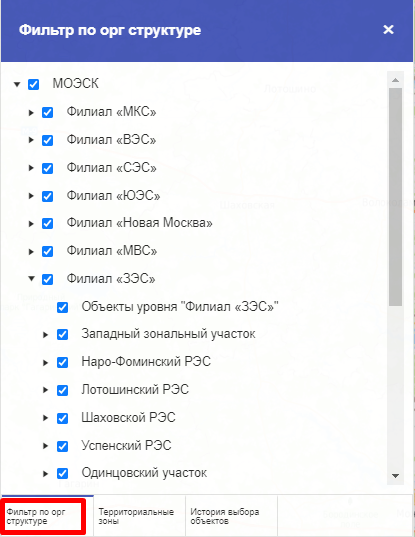 Фильтр по орг структуре
МОЭСК
Филиал «МКС»
Филиал «ВЭС»
Филиал «СЭС»
Филиал «ЮЭС»
Филиал «Новая Москва»
Филиал «МВС»
Филиал «ЗЭС»
Объекты уровня "Филиал «ЗЭС»"
Западный зональный участок
Наро-Фоминский РЭС
Лотошинский РЭС
Шаховской РЭС
Успенский РЭС
Одинцовский участок
Фильтр по орг
структуре
Территориальные
зоны
История выбора
объектов